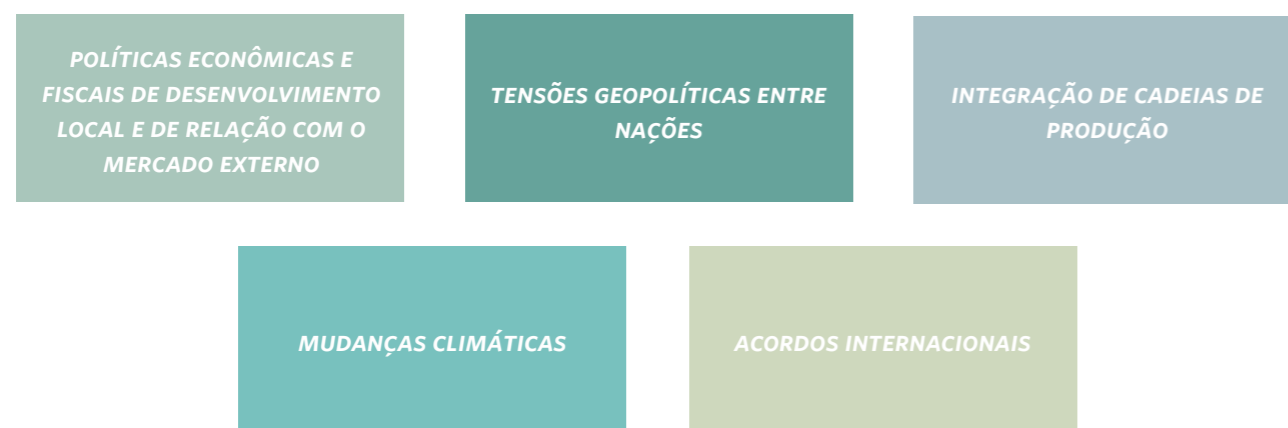 POLÍTICAS ECONÔMICAS E
FISCAIS DE DESENVOLVIMENTO
LOCAL E DE RELAÇÃO COM O
MERCADO EXTERNO
TENSÕES GEOPOLÍTICAS ENTRE
NAÇÕES
INTEGRAÇÃO DE CADEIAS DE
PRODUÇÃO
MUDANÇAS CLIMÁTICAS
ACORDOS INTERNACIONAIS